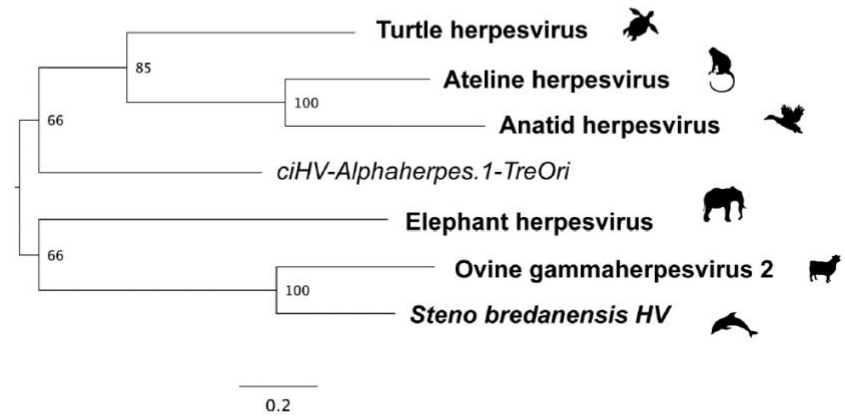 Turtle herpesvirus
85
Ateline herpesvirus
100
Anatid herpesvirus
66
ciHV-Alphaherpes.1-TreOri
Elephant herpesvirus
66
Ovine gammaherpesvirus 2
100
Steno bredanensis HV
0.2